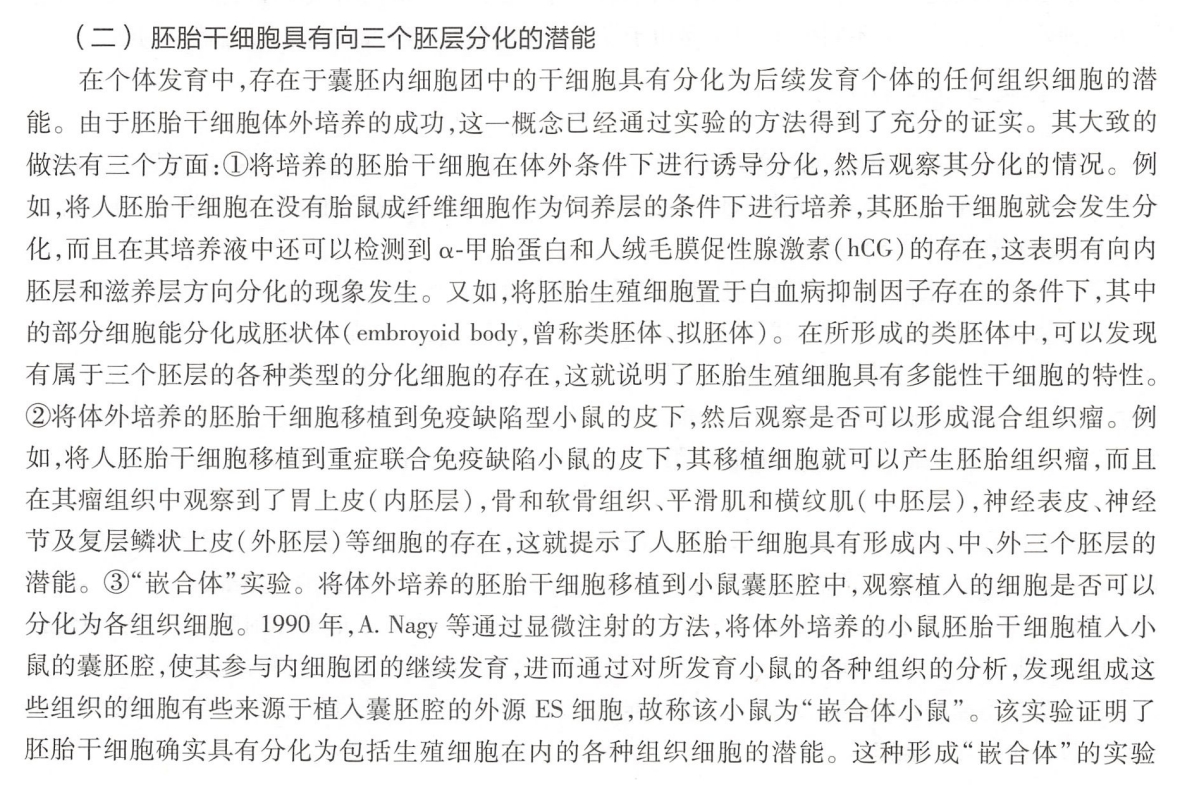 （二）胚胎干细胞具有向三个胚层分化的潜能
在个体发育中,存在于囊胚内细胞团中的干细胞具有分化为后续发育个体的任何组织细胞的潜
能。由于胚胎干细胞体外培养的成功,这一概念已经通过实验的方法得到了充分的证实。其大致的
做法有三个方面:①将培养的胚胎干细胞在体外条件下进行诱导分化,然后观察其分化的情况。例
如,将人胚胎干细胞在没有胎鼠成纤维细胞作为饲养层的条件下进行培养,其胚胎干细胞就会发生分
化,而且在其培养液中还可以检测到 α-甲胎蛋白和人绒毛膜促性腺激素(hCG)的存在,这表明有向内
胚层和滋养层方向分化的现象发生。又如,将胚胎生殖细胞置于白血病抑制因子存在的条件下,其中
的部分细胞能分化成胚状体(embroyoid body,曾称类胚体、拟胚体)。在所形成的类胚体中,可以发现
有属于三个胚层的各种类型的分化细胞的存在,这就说明了胚胎生殖细胞具有多能性干细胞的特性。
②将体外培养的胚胎干细胞移植到免疫缺陷型小鼠的皮下,然后观察是否可以形成混合组织瘤。例
如,将人胚胎干细胞移植到重症联合免疫缺陷小鼠的皮下,其移植细胞就可以产生胚胎组织瘤,而且
在其瘤组织中观察到了胃上皮(内胚层),骨和软骨组织、平滑肌和横纹肌(中胚层),神经表皮、神经
节及复层鳞状上皮(外胚层)等细胞的存在,这就提示了人胚胎干细胞具有形成内、中、外三个胚层的
潜能。③“嵌合体”实验。将体外培养的胚胎干细胞移植到小鼠囊胚腔中,观察植入的细胞是否可以
分化为各组织细胞。1990 年,A. Nagy 等通过显微注射的方法,将体外培养的小鼠胚胎干细胞植入小
鼠的囊胚腔,使其参与内细胞团的继续发育,进而通过对所发育小鼠的各种组织的分析,发现组成这
些组织的细胞有些来源于植入囊胚腔的外源 ES 细胞,故称该小鼠为“嵌合体小鼠”。该实验证明了
胚胎干细胞确实具有分化为包括生殖细胞在内的各种组织细胞的潜能。这种形成“嵌合体”的实验